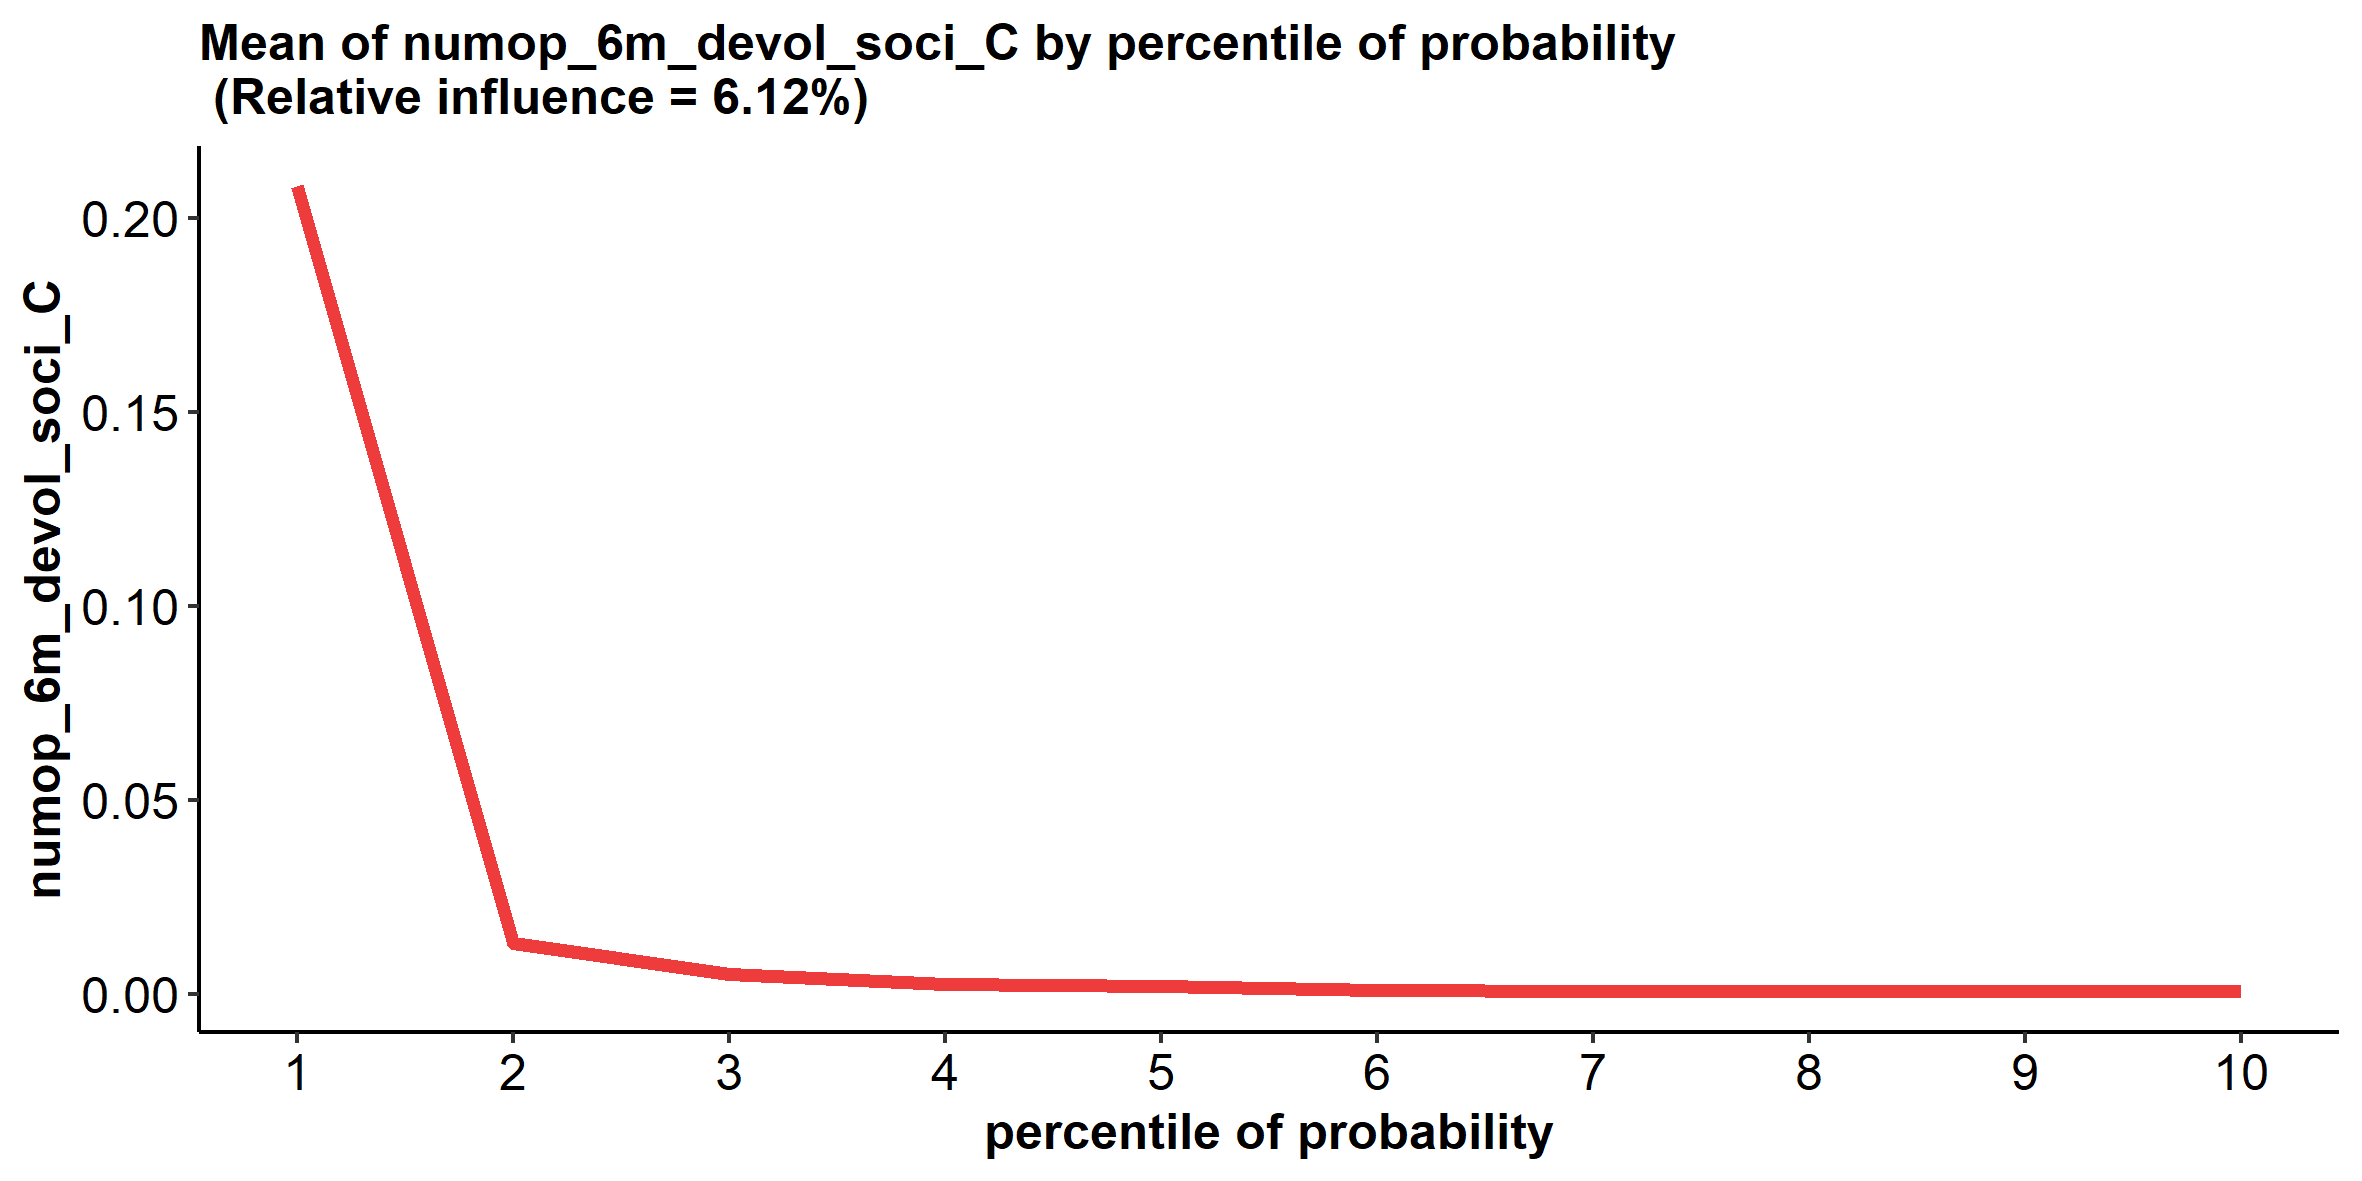 Mean of numop_6m_devol_soci_C by percentile of probability
(Relative influence = 6.12%)
numop_6m_devol_soci_C
0.20
0.15
0.10
0.05
0.00
1 2 3 4 5 6 7 8 9 10
percentile of probability